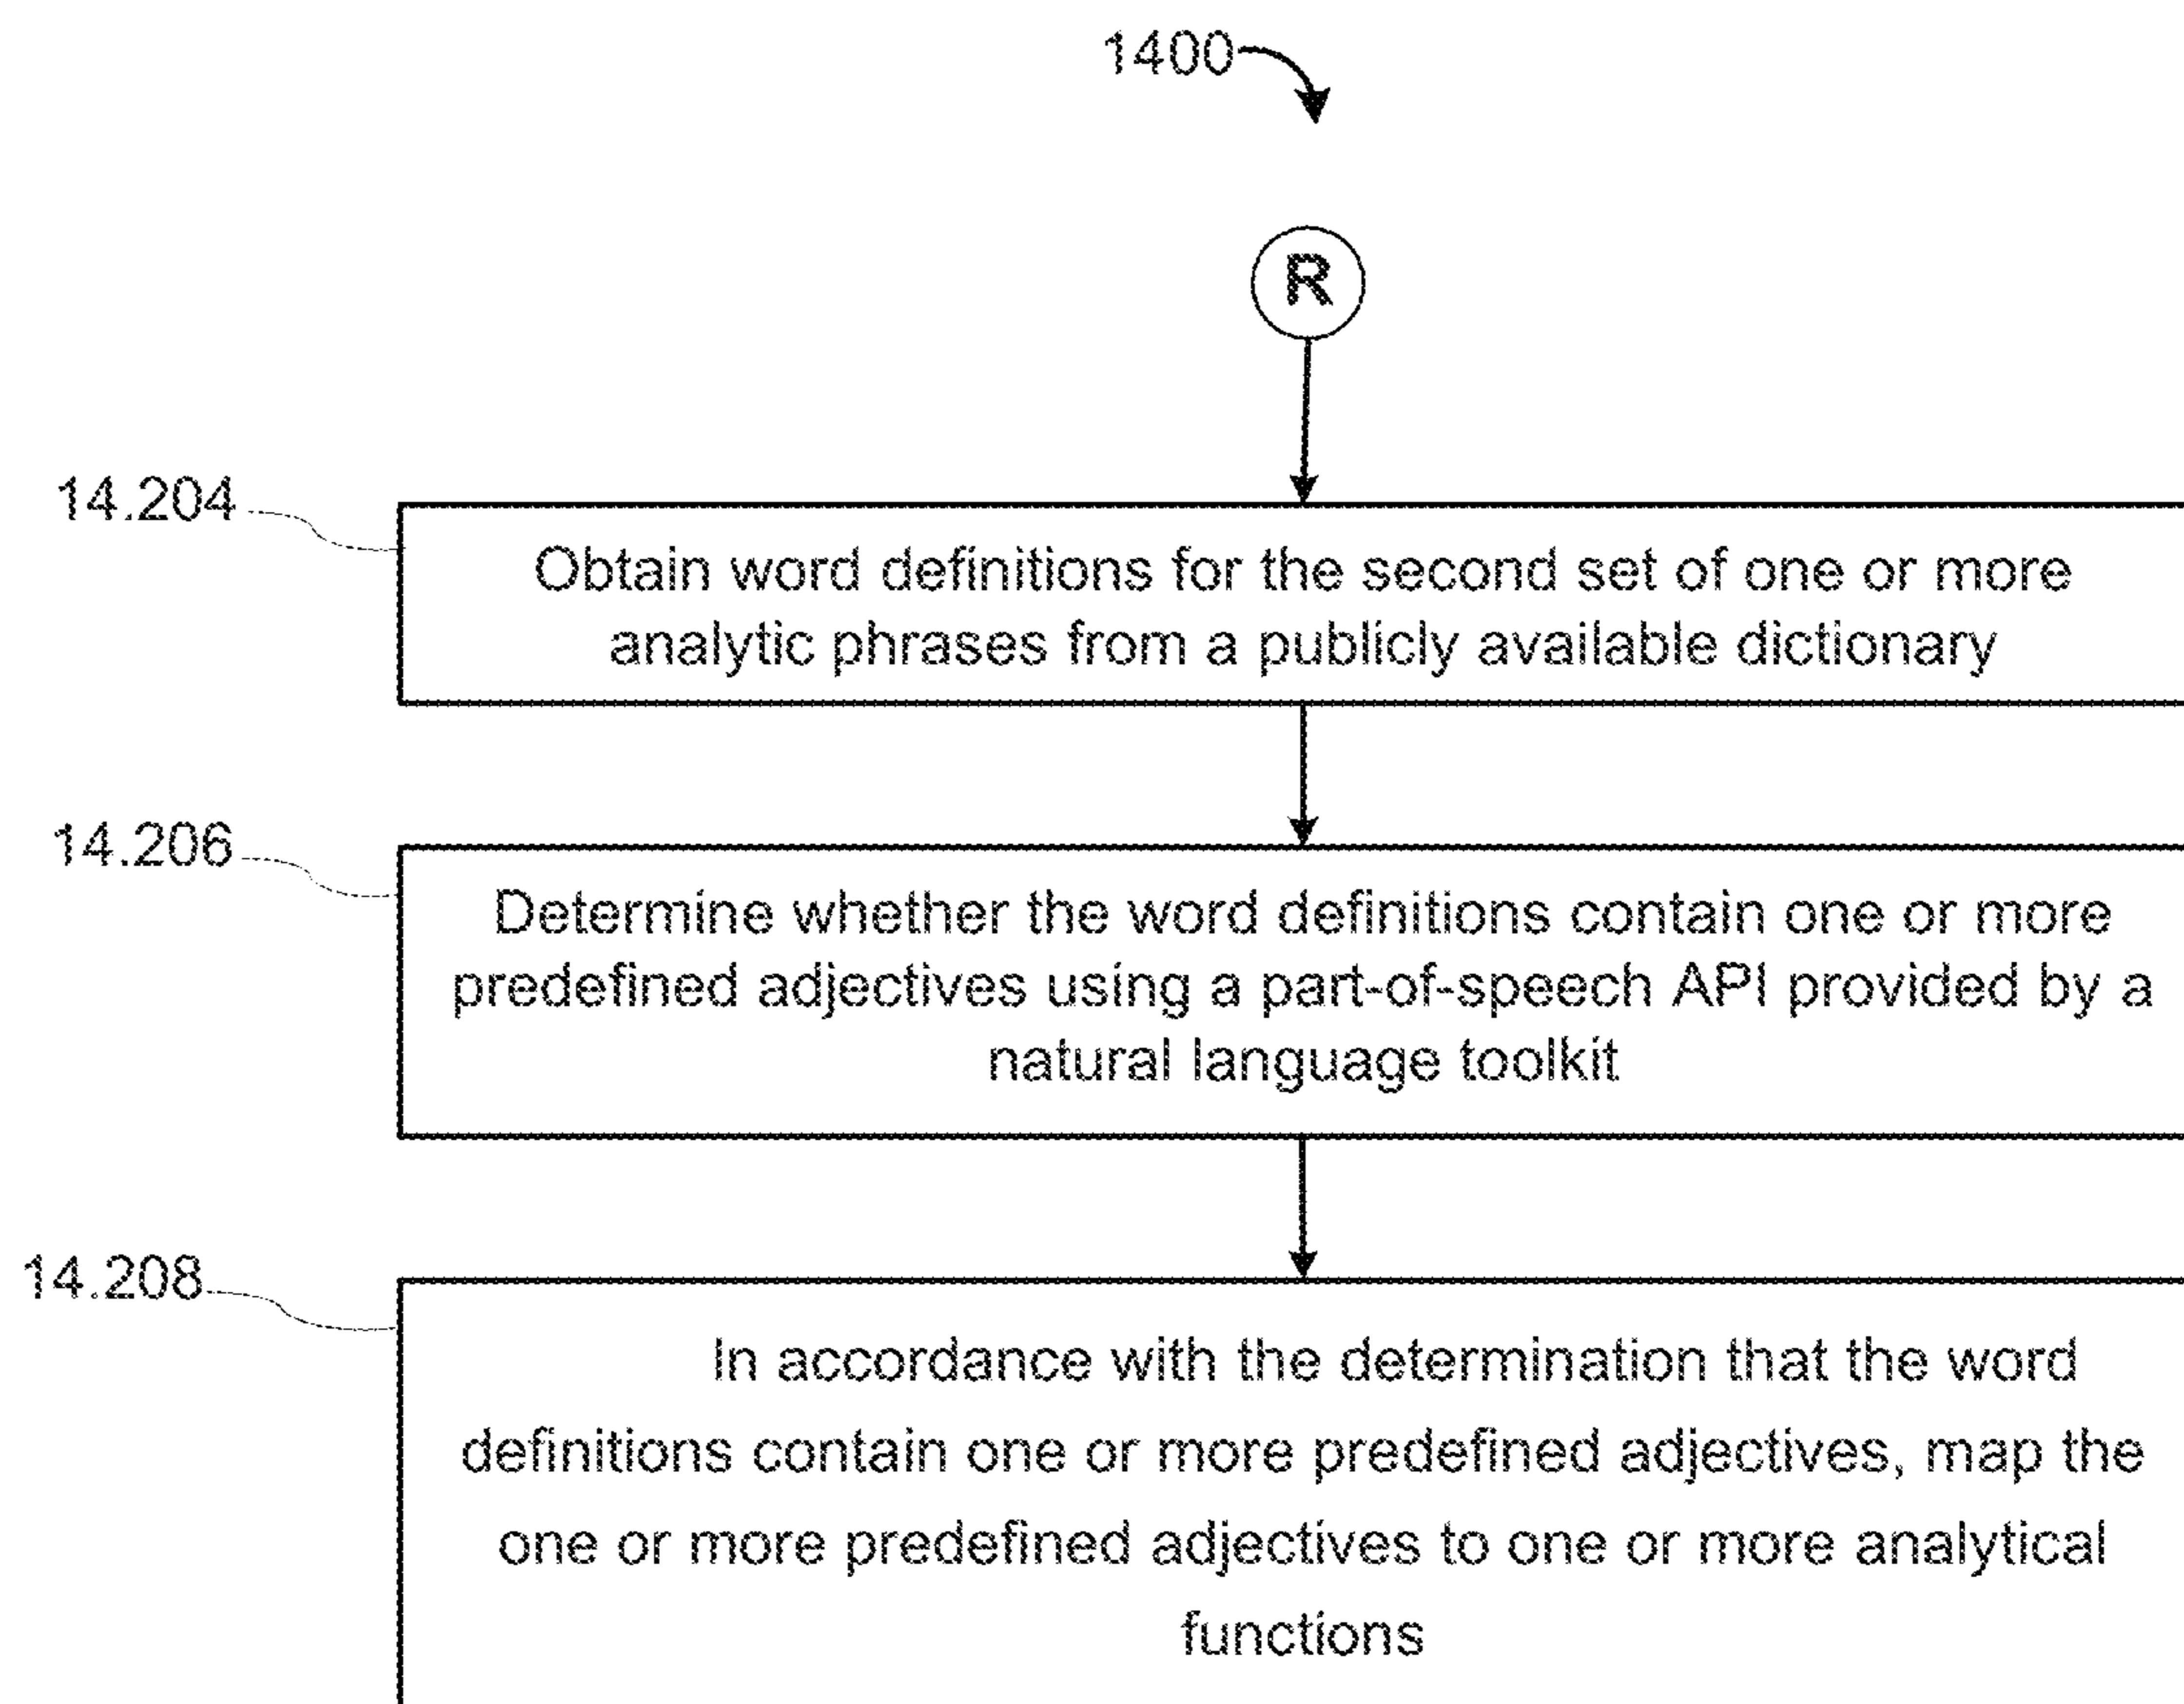 1400
R
14.204
Obtain word definitions for the second set of one or more
analytic phrases from a publicly available dictionary
14.206
Determine whether the word definitions contain one or more
predefined adjectives using a part-of-speech API provided by a
natural language toolkit
14.208
In accordance with the determination that the word
definitions contain one or more predefined adjectives, map the
one or more predefined adjectives to one or more analytical
functions